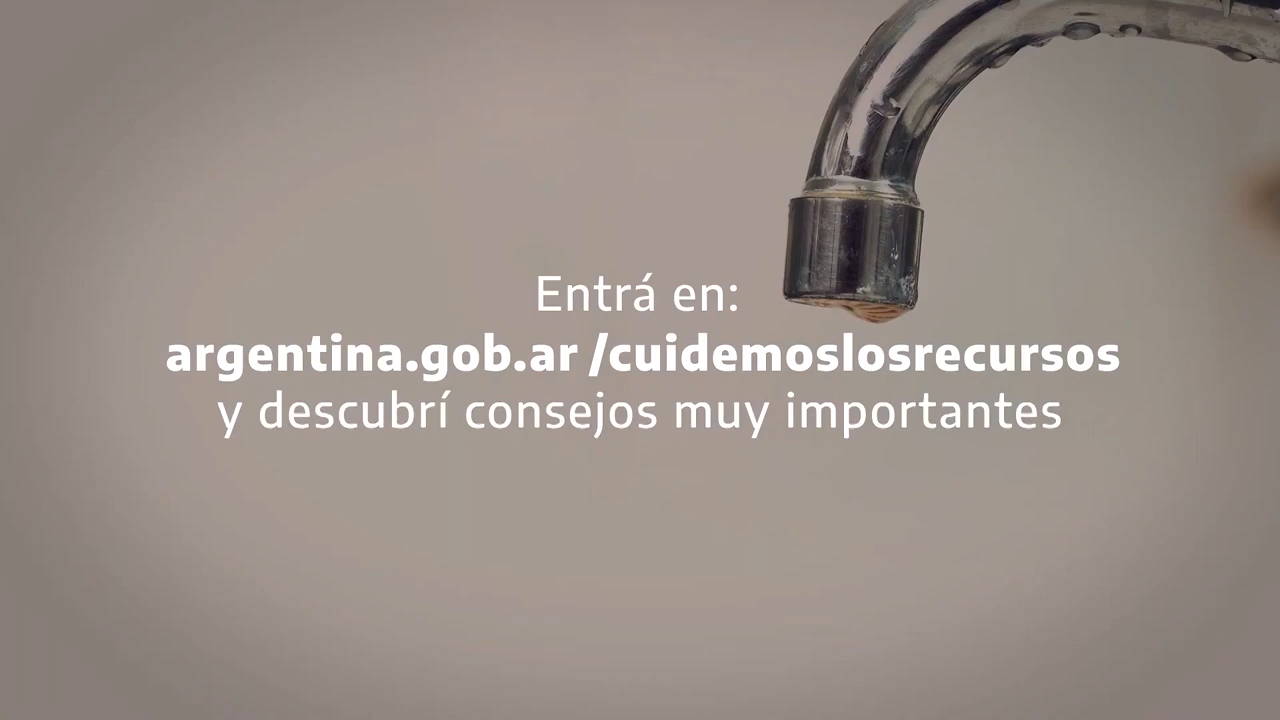 Entrá en:
argentina.gob.ar /cuidemoslosrecursos
y descubrí consejos muy importantes